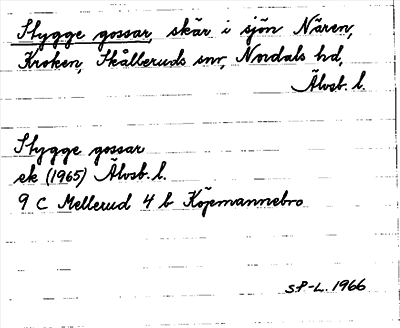 Stygge gossar, skär i sjön Nären,
Kroken, Skålleruds snr, Nordals hd,
Älvsb. l.
Stygge gossar
ek (1965) Älvsb. l.
9 C Mellerud 4 b Köpmannebro
SP-L. 1966